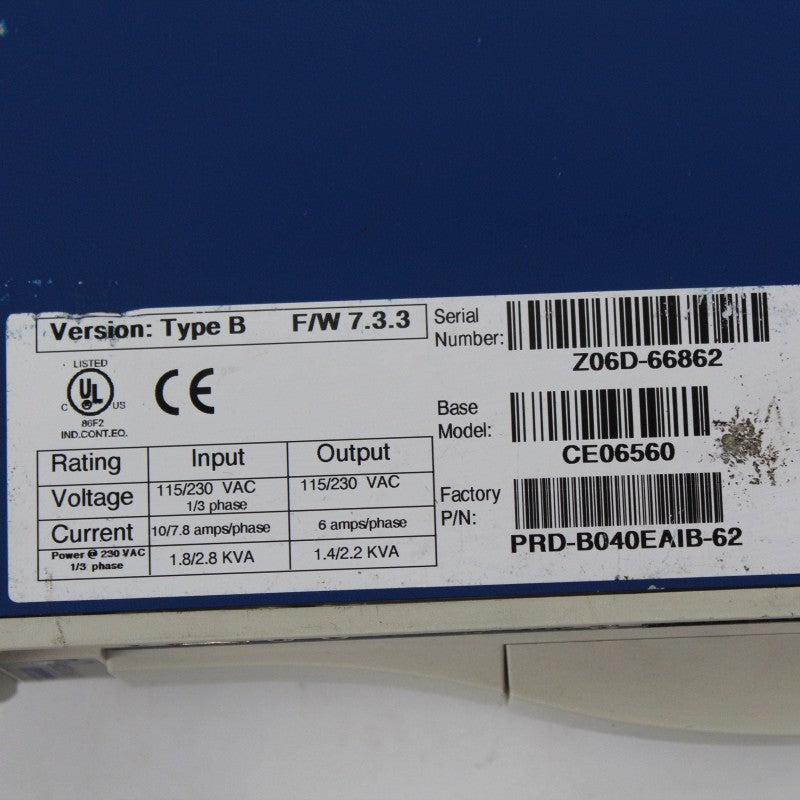 Version: Type B F/W 7.3.3
LISTED
C UL US
86F2
IND.CONT.EQ.
CE
Rating Input Output
Voltage 115/230 VAC 1/3 phase 115/230 VAC
Current 10/7.8 amps/phase 6 amps/phase
Power @ 230 VAC 1/3 phase 1.8/2.8 KVA 1.4/2.2 KVA
Serial
Number:
Z06D-66862
Base
Model:
CE06560
Factory
P/N:
PRD-B040EAIB-62